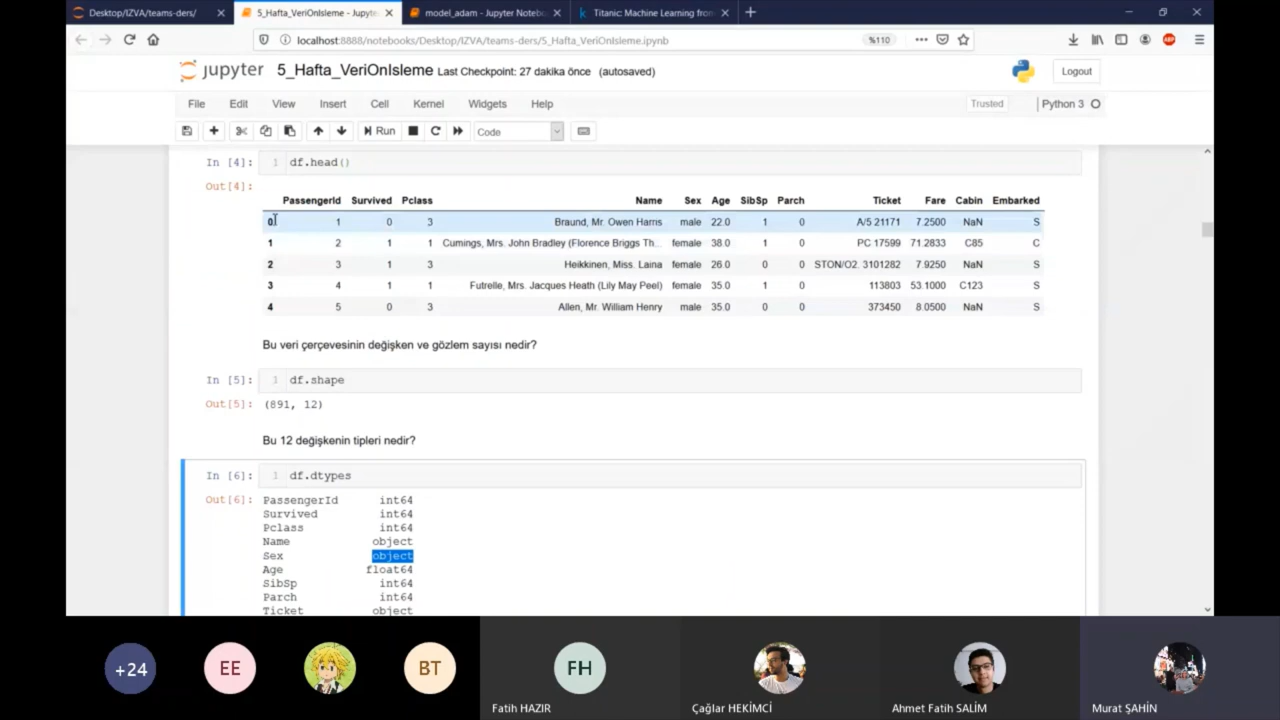 Desktop/IZVA/teams-ders/
5_Hafta_VeriOnIsleme - Jupyte
model_adam - Jupyter Notebo
Titanic: Machine Learning from
localhost:8888/notebooks/Desktop/IZVA/teams-ders/5_Hafta_VeriOnIsleme.ipynb
%110
ABP
jupyter 5_Hafta_VeriOnIsleme Last Checkpoint: 27 dakika önce (autosaved)
Logout
File Edit View Insert Cell Kernel Widgets Help
Trusted Python 3
Run Code
In [4]: 1 df.head()
Out[4]:
PassengerId Survived Pclass Name Sex Age SibSp Parch Ticket Fare Cabin Embarked
0 1 0 3 Braund, Mr. Owen Harris male 22.0 1 0 A/5 21171 7.2500 NaN S
1 2 1 1 Cumings, Mrs. John Bradley (Florence Briggs Th... female 38.0 1 0 PC 17599 71.2833 C85 C
2 3 1 3 Heikkinen, Miss. Laina female 26.0 0 0 STON/O2. 3101282 7.9250 NaN S
3 4 1 1 Futrelle, Mrs. Jacques Heath (Lily May Peel) female 35.0 1 0 113803 53.1000 C123 S
4 5 0 3 Allen, Mr. William Henry male 35.0 0 0 373450 8.0500 NaN S
Bu veri çerçevesinin değişken ve gözlem sayısı nedir?
In [5]: 1 df.shape
Out[5]: (891, 12)
Bu 12 değişkenin tipleri nedir?
In [6]: 1 df.dtypes
Out[6]: PassengerId int64
Survived int64
Pclass int64
Name object
Sex object
Age float64
SibSp int64
Parch int64
Ticket object
+24
EE
BT
FH
Fatih HAZIR
Çağlar HEKİMCİ
Ahmet Fatih SALİM
Murat ŞAHİN